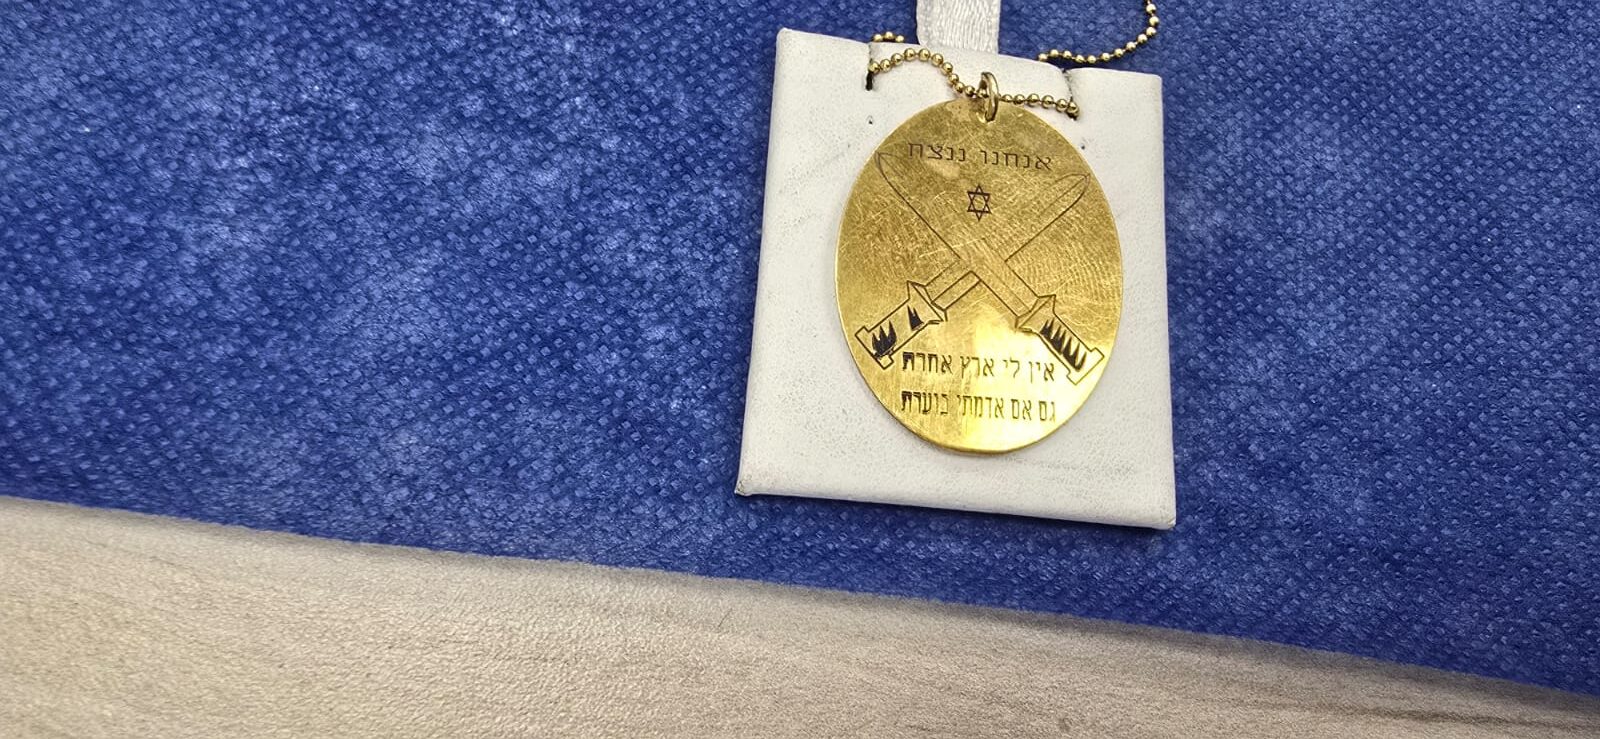 אנחנו ננצח
אין לי ארץ אחרת
גם אם אדמתי בוערת